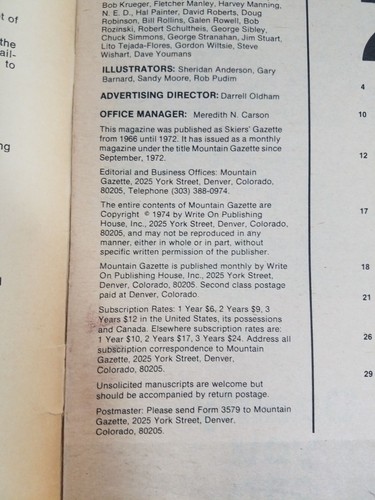 t of
the
ail-
to
ng
Bob Krueger, Fletcher Manley, Harvey Manning,
N. E. D., Hal Painter, David Roberts, Doug
Robinson, Bill Rollins, Galen Rowell, Bob
Rozinski, Robert Schultheis, George Sibley,
Chuck Simmons, George Stranahan, Jim Stuart,
Lito Tejada-Flores, Gordon Wiltsie, Steve
Wishart, Dave Youmans
ILLUSTRATORS: Sheridan Anderson, Gary
Barnard, Sandy Moore, Rob Pudim
ADVERTISING DIRECTOR: Darrell Oldham
OFFICE MANAGER: Meredith N. Carson
This magazine was published as Skiers' Gazette
from 1966 until 1972. It has issued as a monthly
magazine under the title Mountain Gazette since
September, 1972.
Editorial and Business Offices: Mountain
Gazette, 2025 York Street, Denver, Colorado,
80205, Telephone (303) 388-0974.
The entire contents of Mountain Gazette are
Copyright © 1974 by Write On Publishing
House, Inc., 2025 York Street, Denver, Colorado,
80205, and may not be reproduced in any
manner, either in whole or in part, without
specific written permission of the publisher.
Mountain Gazette is published monthly by Write
On Publishing House, Inc., 2025 York Street,
Denver, Colorado, 80205. Second class postage
paid at Denver, Colorado.
Subscription Rates: 1 Year $6, 2 Years $9, 3
Years $12 in the United States, its possessions
and Canada. Elsewhere subscription rates are:
1 Year $10, 2 Years $17, 3 Years $24. Address all
subscription correspondence to Mountain
Gazette, 2025 York Street, Denver,
Colorado, 80205.
Unsolicited manuscripts are welcome but
should be accompanied by return postage.
Postmaster: Please send Form 3579 to Mountain
Gazette, 2025 York Street, Denver,
Colorado, 80205.
4
10
12
17
18
21
26
29